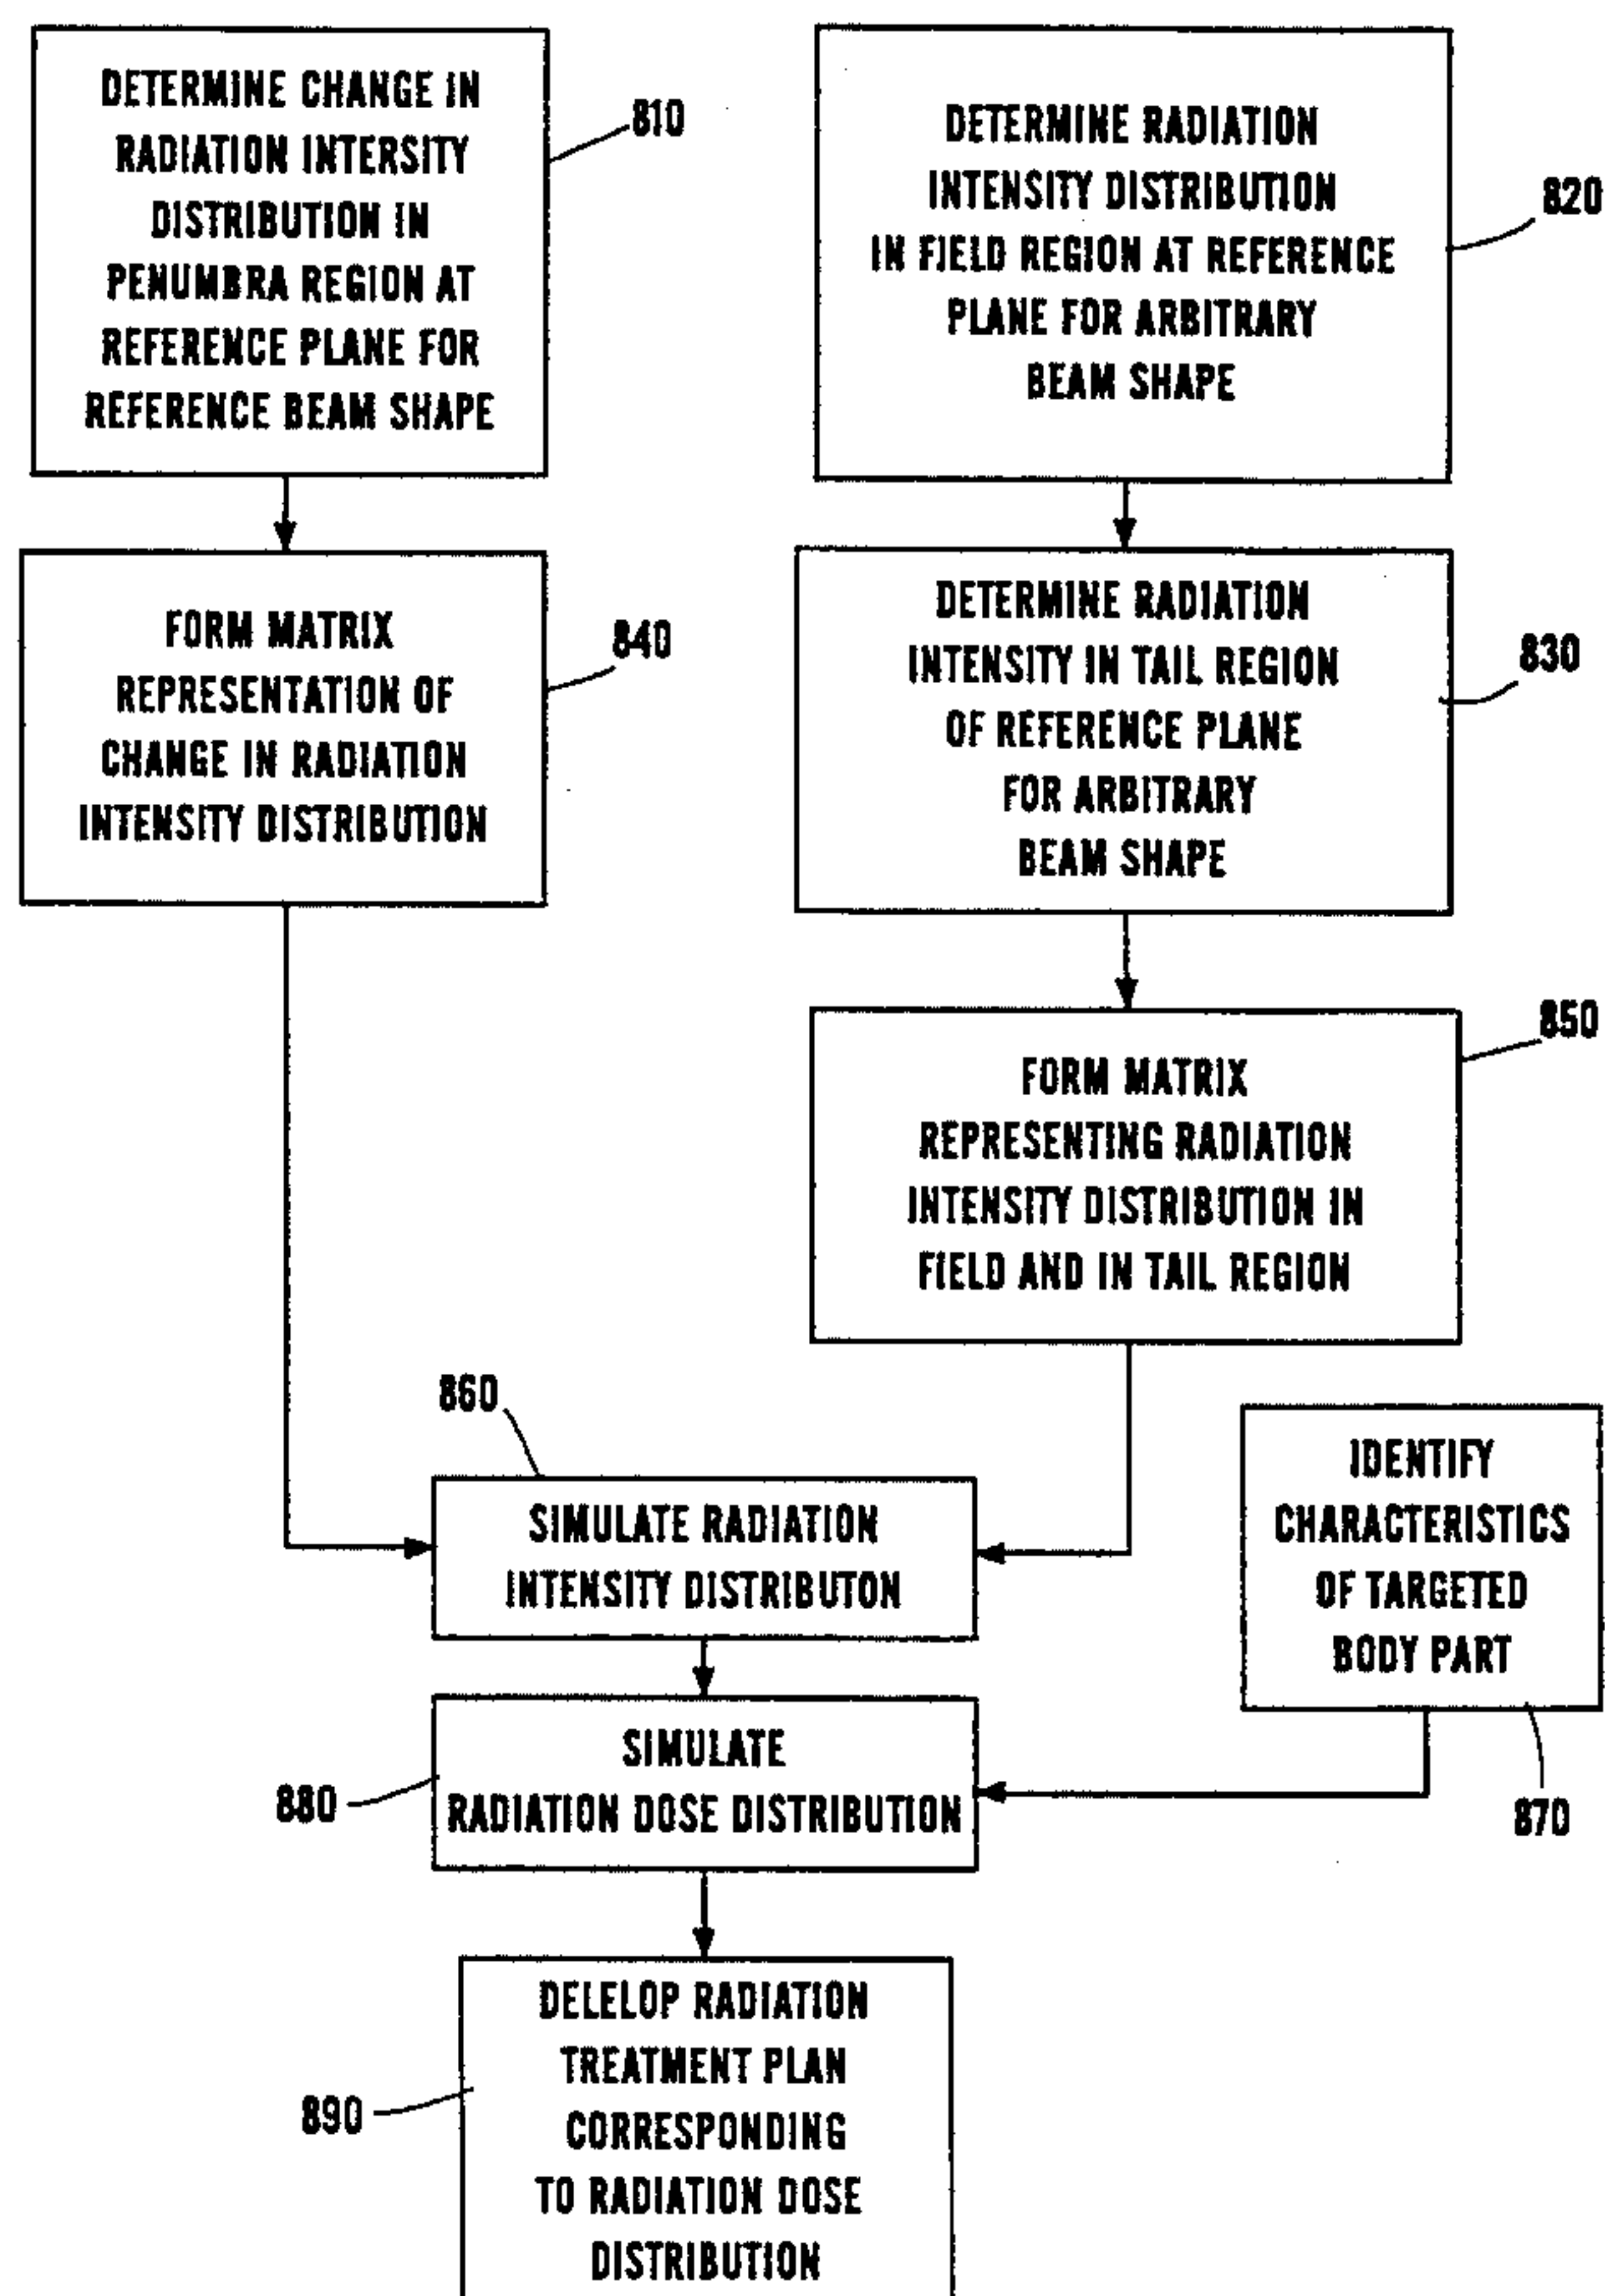 DETERMINE CHANGE IN
RADIATION INTERSITY
DISTRIBUTION IN
PENUMBRA REGION AT
REFERENCE PLANE FOR
REFERENCE BEAM SHAPE
810
DETERMINE RADIATION
INTENSITY DISTRIBUTION
IN FIELD REGION AT REFERENCE
PLANE FOR ARBITRARY
BEAM SHAPE
820
FORM MATRIX
REPRESENTATION OF
CHANGE IN RADIATION
INTENSITY DISTRIBUTION
840
DETERMINE RADIATION
INTENSITY IN TAIL REGION
OF REFERENCE PLANE
FOR ARBITRARY
BEAM SHAPE
830
FORM MATRIX
REPRESENTING RADIATION
INTENSITY DISTRIBUTION IN
FIELD AND IN TAIL REGION
850
860
SIMULATE RADIATION
INTENSITY DISTRIBUTON
IDENTIFY
CHARACTERISTICS
OF TARGETED
BODY PART
870
SIMULATE
RADIATION DOSE DISTRIBUTION
880
DELELOP RADIATION
TREATMENT PLAN
CORRESPONDING
TO RADIATION DOSE
DISTRIBUTION
890